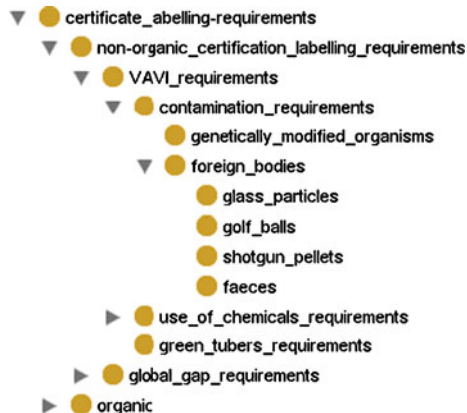 certificate_abelling-requirements
non-organic_certification_labelling_requirements
VAVI_requirements
contamination_requirements
genetically_modified_organisms
foreign_bodies
glass_particles
golf_balls
shotgun_pellets
faeces
use_of_chemicals_requirements
green_tubers_requirements
global_gap_requirements
organic